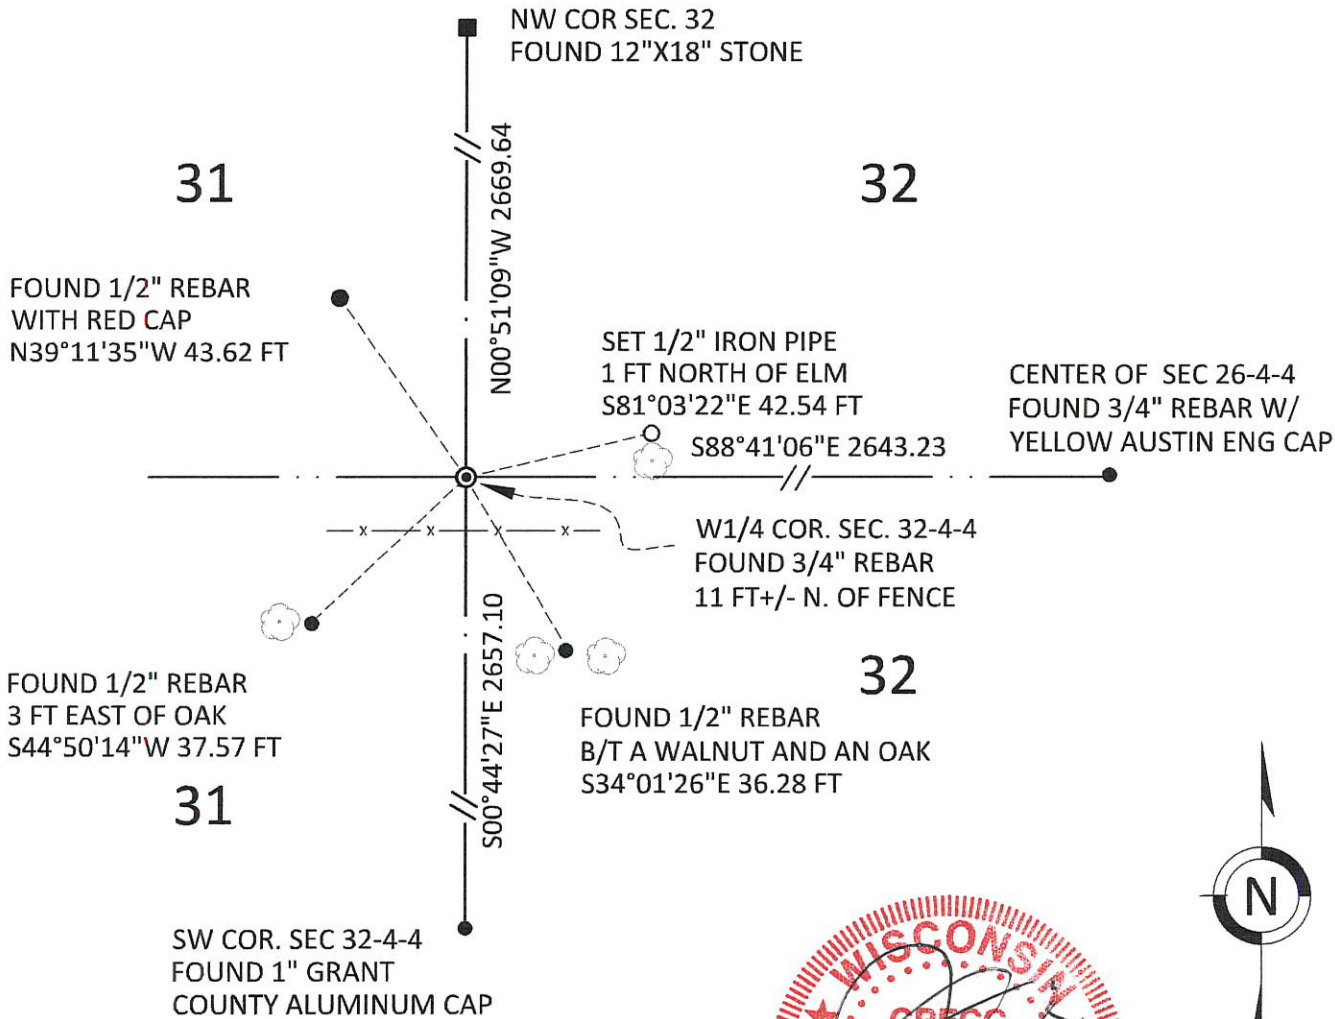 NW COR SEC. 32
FOUND 12"X18" STONE
31
32
N00°51'09"W 2669.64
FOUND 1/2" REBAR
WITH RED CAP
N39°11'35"W 43.62 FT
SET 1/2" IRON PIPE
1 FT NORTH OF ELM
S81°03'22"E 42.54 FT
CENTER OF SEC 26-4-4
FOUND 3/4" REBAR W/
YELLOW AUSTIN ENG CAP
S88°41'06"E 2643.23
x x x x
W1/4 COR. SEC. 32-4-4
FOUND 3/4" REBAR
11 FT+/- N. OF FENCE
S00°44'27"E 2657.10
FOUND 1/2" REBAR
3 FT EAST OF OAK
S44°50'14"W 37.57 FT
32
FOUND 1/2" REBAR
B/T A WALNUT AND AN OAK
S34°01'26"E 36.28 FT
31
N
SW COR. SEC 32-4-4
FOUND 1" GRANT
COUNTY ALUMINUM CAP
WISCONSIN